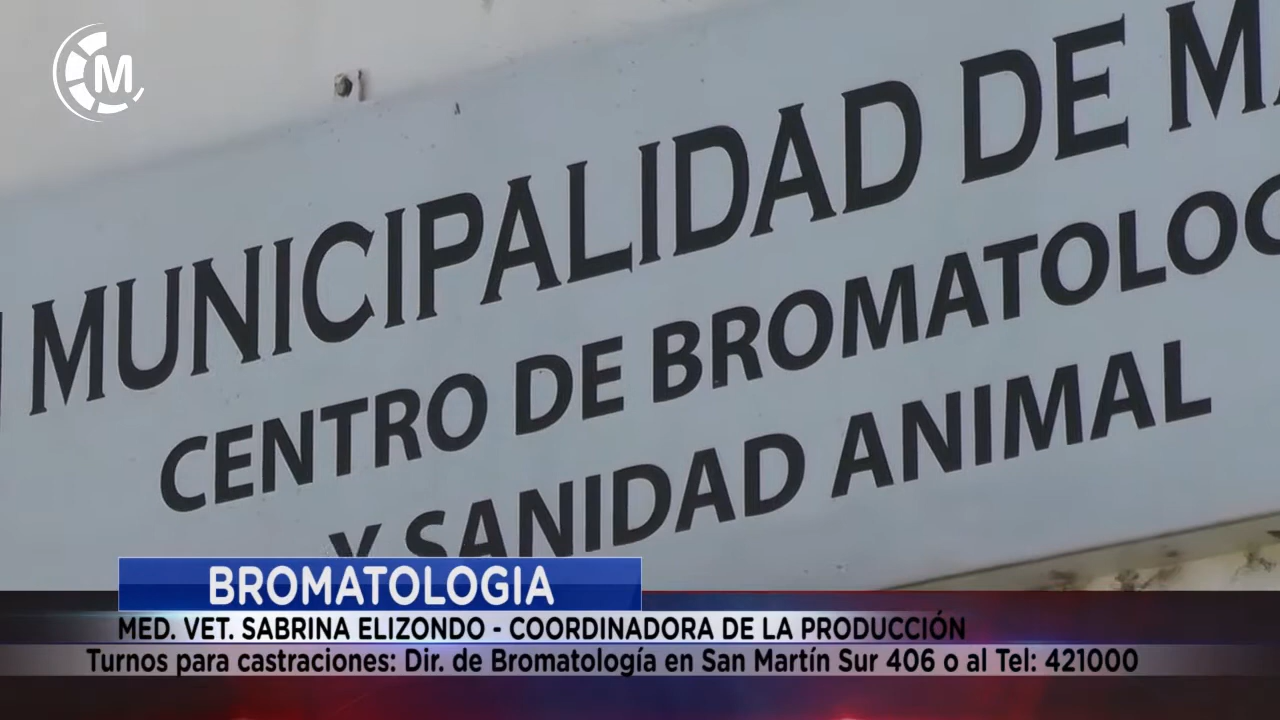 M
MUNICIPALIDAD DE
CENTRO DE
Y SANIDAD ANIMAL
BROMATOLOGIA
MED. VET. SABRINA ELIZONDO - COORDINADORA DE LA PRODUCCIÓN
Turnos para castraciones: Dir. de Bromatología en San Martín Sur 406 o al Tel: 421000